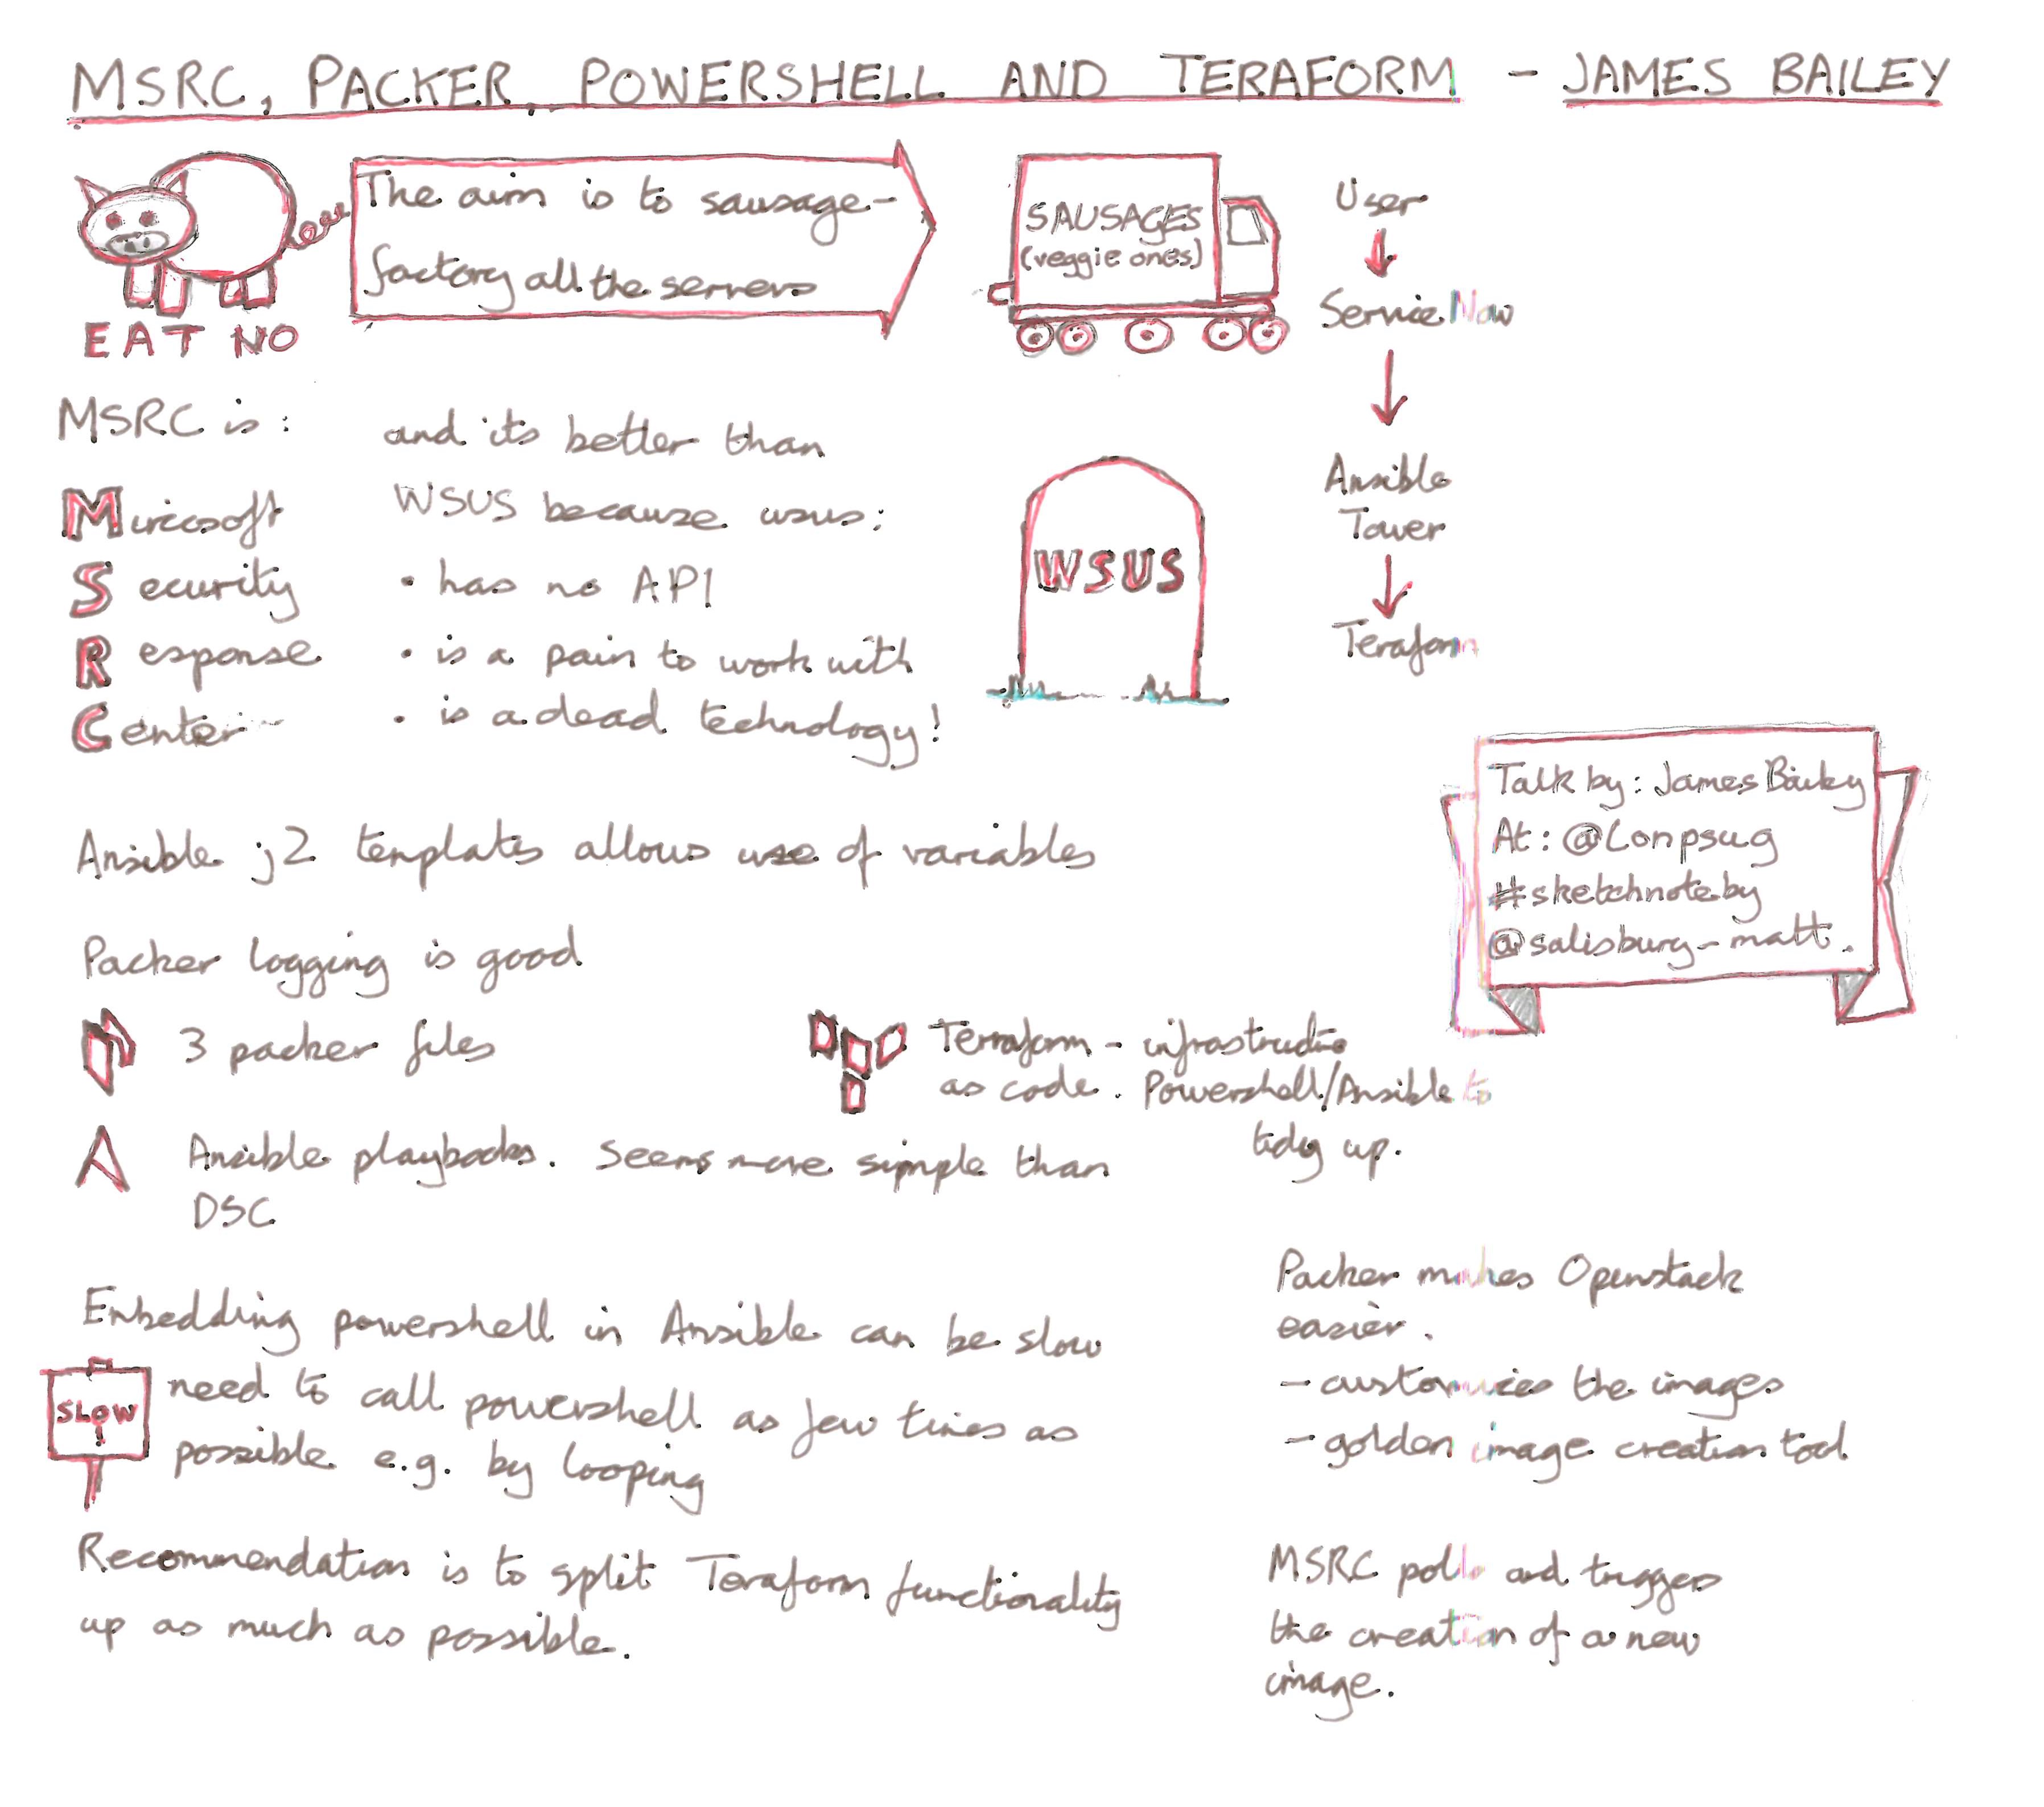 MSRC, PACKER, POWERSHELL AND TERAFORM - JAMES BAILEY
The aim is to sausage-
factory all the servers
EAT NO
SAUSAGES
(veggie ones)
User
Service Now
Ansible
Tower
Teraform
MSRC is:
Microsoft
Security
Response
Center
and its better than
WSUS because wsus:
• has no API
• is a pain to work with
• is a dead technology!
WSUS
Talk by: James Bailey
At: @Lonpsug
#sketchnote by
@salisbury_matt.
Ansible j2 templates allows use of variables
Packer logging is good
3 packer files
Terraform - infrastructure
as code. Powershell/Ansible to
tidy up.
A Ansible playbooks. Seems more simple than
DSC
Embedding powershell in Ansible can be slow
need to call powershell as few times as
possible e.g. by looping
SLOW
!
Recommendation is to split Teraform functionality
up as much as possible.
Packer makes Openstack
easier.
- customizes the images
- golden image creation tool
MSRC polls and triggers
the creation of a new
image.